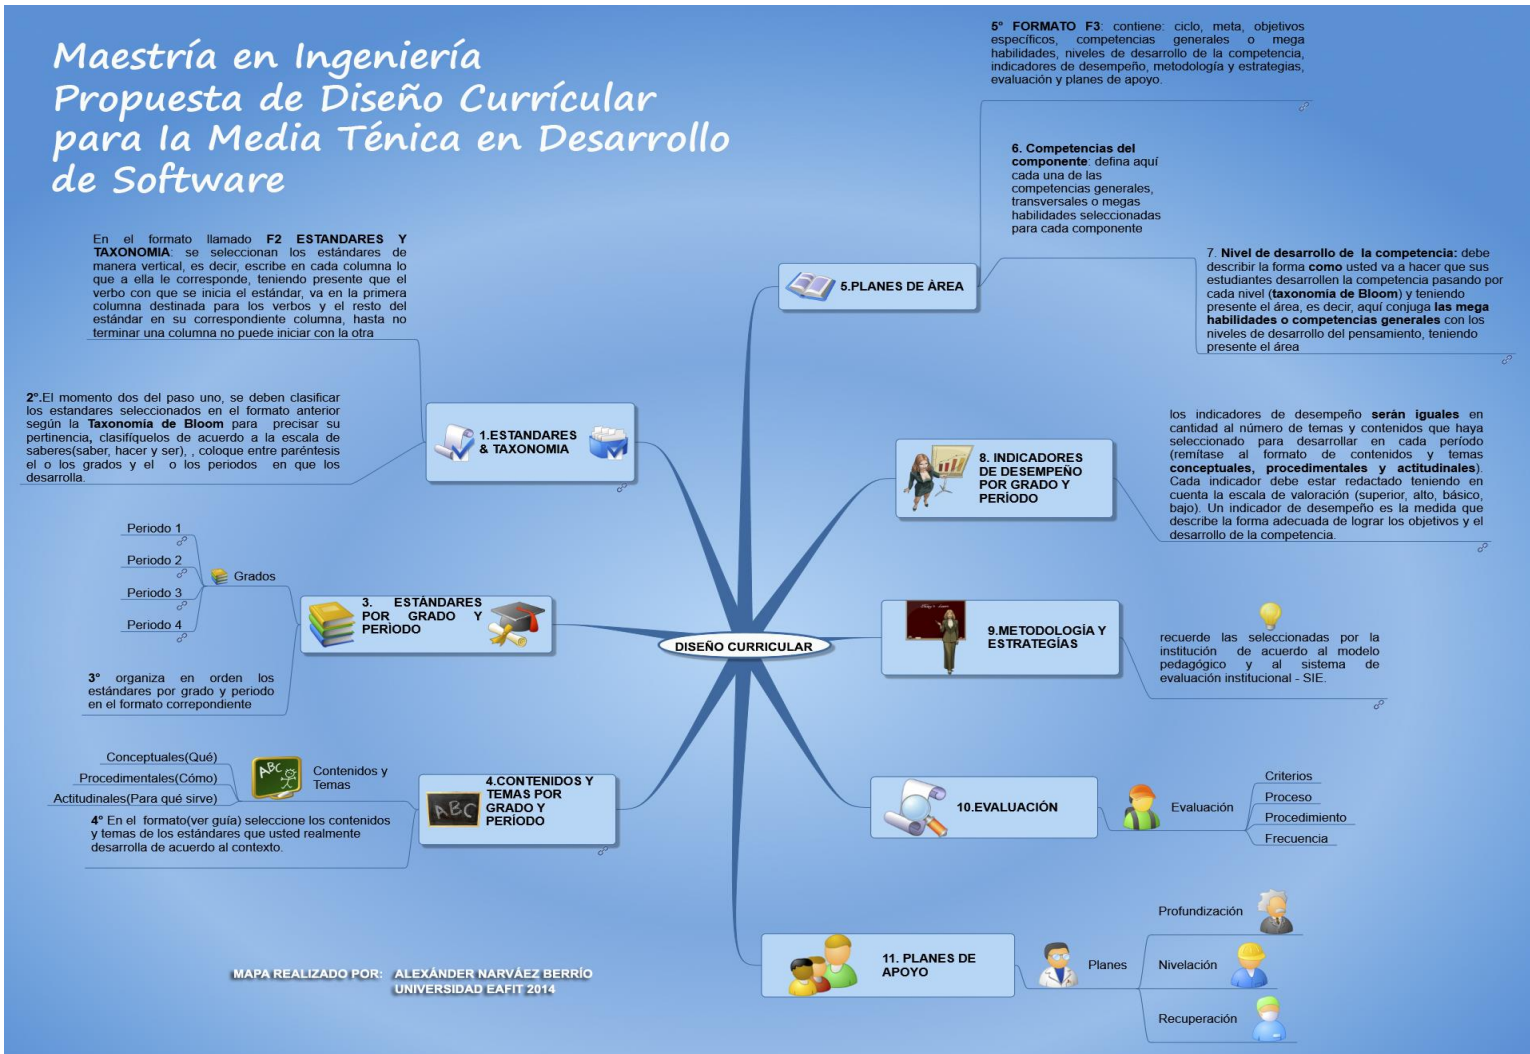 Maestría en Ingeniería
Propuesta de Diseño Currícular
para la Media Ténica en Desarrollo
de Software
En el formato llamado F2 ESTANDARES Y
TAXONOMIA: se seleccionan los estándares de
manera vertical, es decir, escribe en cada columna lo
que a ella le corresponde, teniendo presente que el
verbo con que se inicia el estándar, va en la primera
columna destinada para los verbos y el resto del
estándar en su correspondiente columna, hasta no
terminar una columna no puede iniciar con la otra
2°.El momento dos del paso uno, se deben clasificar
los estandares seleccionados en el formato anterior
según la Taxonomía de Bloom para precisar su
pertinencia, clasifíquelos de acuerdo a la escala de
saberes(saber, hacer y ser), , coloque entre paréntesis
el o los grados y el o los periodos en que los
desarrolla.
1.ESTANDARES
& TAXONOMIA
Periodo 1
Periodo 2
Periodo 3
Periodo 4
Grados
3. ESTÁNDARES
POR GRADO Y
PERÌODO
3° organiza en orden los
estándares por grado y periodo
en el formato correpondiente
Conceptuales(Qué)
Procedimentales(Cómo)
Actitudinales(Para qué sirve)
ABC
Contenidos y
Temas
4° En el formato(ver guía) seleccione los contenidos
y temas de los estándares que usted realmente
desarrolla de acuerdo al contexto.
ABC
4.CONTENIDOS Y
TEMAS POR
GRADO Y
PERÍODO
DISEÑO CURRICULAR
5° FORMATO F3: contiene: ciclo, meta, objetivos
específicos, competencias generales o mega
habilidades, niveles de desarrollo de la competencia,
indicadores de desempeño, metodología y estrategias,
evaluación y planes de apoyo.
6. Competencias del
componente: defina aquí
cada una de las
competencias generales,
transversales o megas
habilidades seleccionadas
para cada componente
5.PLANES DE ÀREA
7. Nivel de desarrollo de la competencia: debe
describir la forma como usted va a hacer que sus
estudiantes desarrollen la competencia pasando por
cada nivel (taxonomía de Bloom) y teniendo
presente el área, es decir, aquí conjuga las mega
habilidades o competencias generales con los
niveles de desarrollo del pensamiento, teniendo
presente el área
8. INDICADORES
DE DESEMPEÑO
POR GRADO Y
PERÍODO
los indicadores de desempeño serán iguales en
cantidad al número de temas y contenidos que haya
seleccionado para desarrollar en cada período
(remítase al formato de contenidos y temas
conceptuales, procedimentales y actitudinales).
Cada indicador debe estar redactado teniendo en
cuenta la escala de valoración (superior, alto, básico,
bajo). Un indicador de desempeño es la medida que
describe la forma adecuada de lograr los objetivos y el
desarrollo de la competencia.
9.METODOLOGÍA Y
ESTRATEGÍAS
recuerde las seleccionadas por la
institución de acuerdo al modelo
pedagógico y al sistema de
evaluación institucional - SIE.
10.EVALUACIÓN
Evaluación
Criterios
Proceso
Procedimiento
Frecuencia
11. PLANES DE
APOYO
Planes
Profundización
Nivelación
Recuperación
MAPA REALIZADO POR: ALEXÁNDER NARVÁEZ BERRÍO
UNIVERSIDAD EAFIT 2014